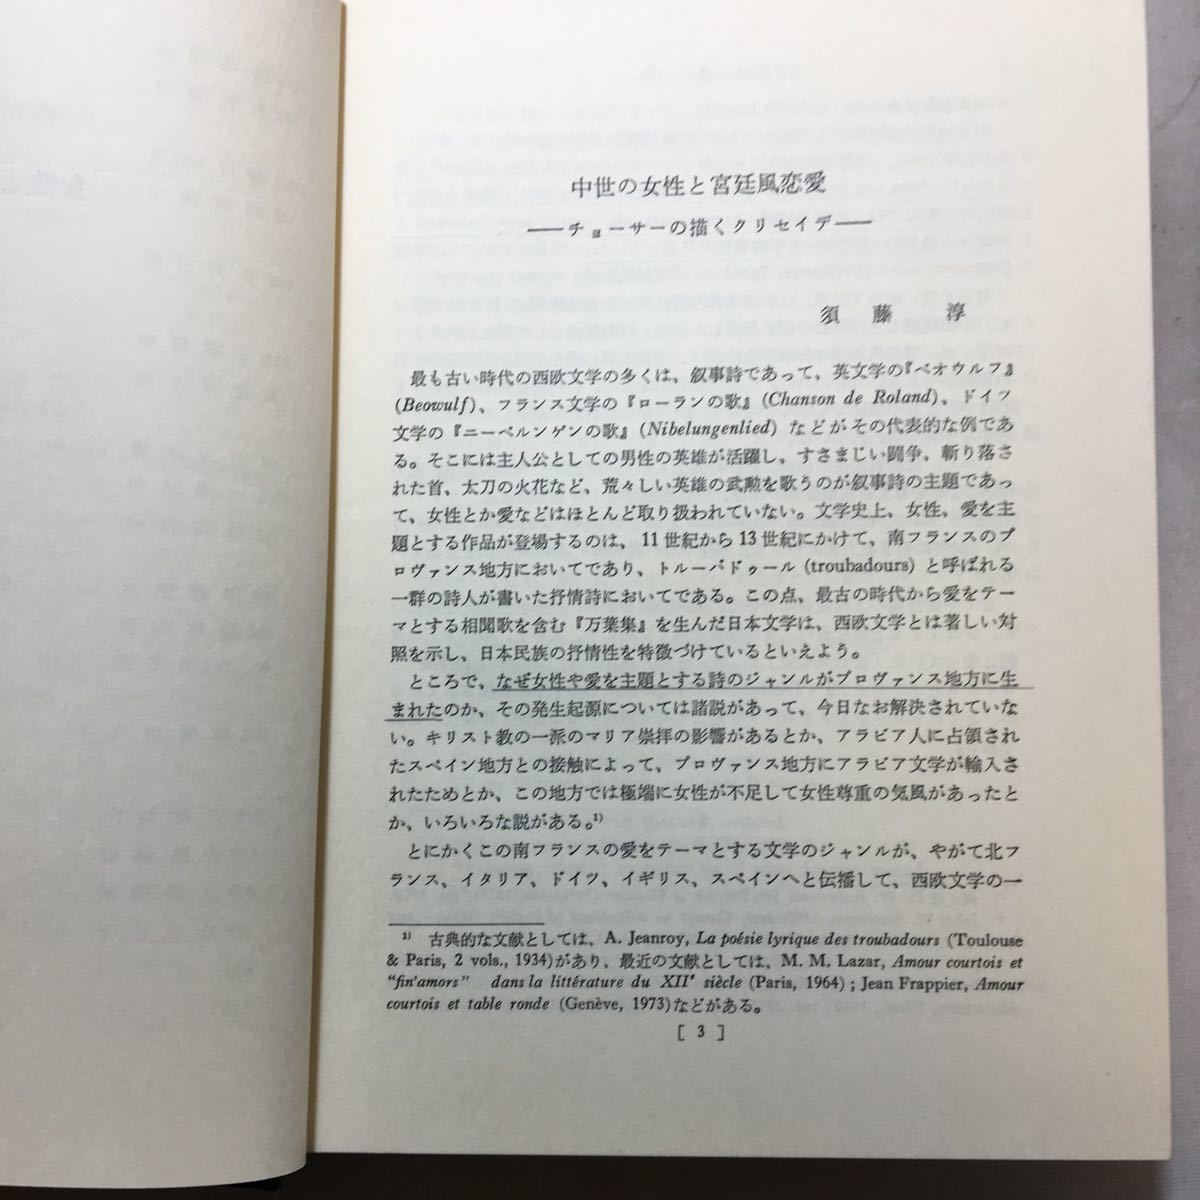 中世の女性と宮廷風恋愛
——チョーサーの描くクリセイデ——
須藤 淳
最も古い時代の西欧文学の多くは、叙事詩であって、英文学の『ベオウルフ』
(Beowulf)、フランス文学の『ローランの歌』(Chanson de Roland)、ドイツ
文学の『ニーベルンゲンの歌』(Nibelungenlied) などがその代表的な例であ
る。そこには主人公としての男性の英雄が活躍し、すさまじい闘争、斬り落さ
れた首、太刀の火花など、荒々しい英雄の武勲を歌うのが叙事詩の主題であっ
て、女性とか愛などはほとんど取り扱われていない。文学史上、女性、愛を主
題とする作品が登場するのは、11世紀から13世紀にかけて、南フランスのプ
ロヴァンス地方においてであり、トルーバドゥール (troubadours) と呼ばれる
一群の詩人が書いた抒情詩においてである。この点、最古の時代から愛をテー
マとする相聞歌を含む『万葉集』を生んだ日本文学は、西欧文学とは著しい対
照を示し、日本民族の抒情性を特徴づけているといえよう。
ところで、なぜ女性や愛を主題とする詩のジャンルがプロヴァンス地方に生
まれたのか、その発生起源については諸説があって、今日なお解決されていな
い。キリスト教の一派のマリア崇拝の影響があるとか、アラビア人に占領され
たスペイン地方との接触によって、プロヴァンス地方にアラビア文学が輸入さ
れたためとか、この地方では極端に女性が不足して女性尊重の気風があったと
か、いろいろな説がある。1)
とにかくこの南フランスの愛をテーマとする文学のジャンルが、やがて北フ
ランス、イタリア、ドイツ、イギリス、スペインへと伝播して、西欧文学の一
1) 古典的な文献としては、A. Jeanroy, La poésie lyrique des troubadours (Toulouse
& Paris, 2 vols., 1934)があり、最近の文献としては、M. M. Lazar, Amour courtois et
"fin'amors" dans la littérature du XIIe siècle (Paris, 1964) ; Jean Frappier, Amour
courtois et table ronde (Genève, 1973)などがある。
[ 3 ]